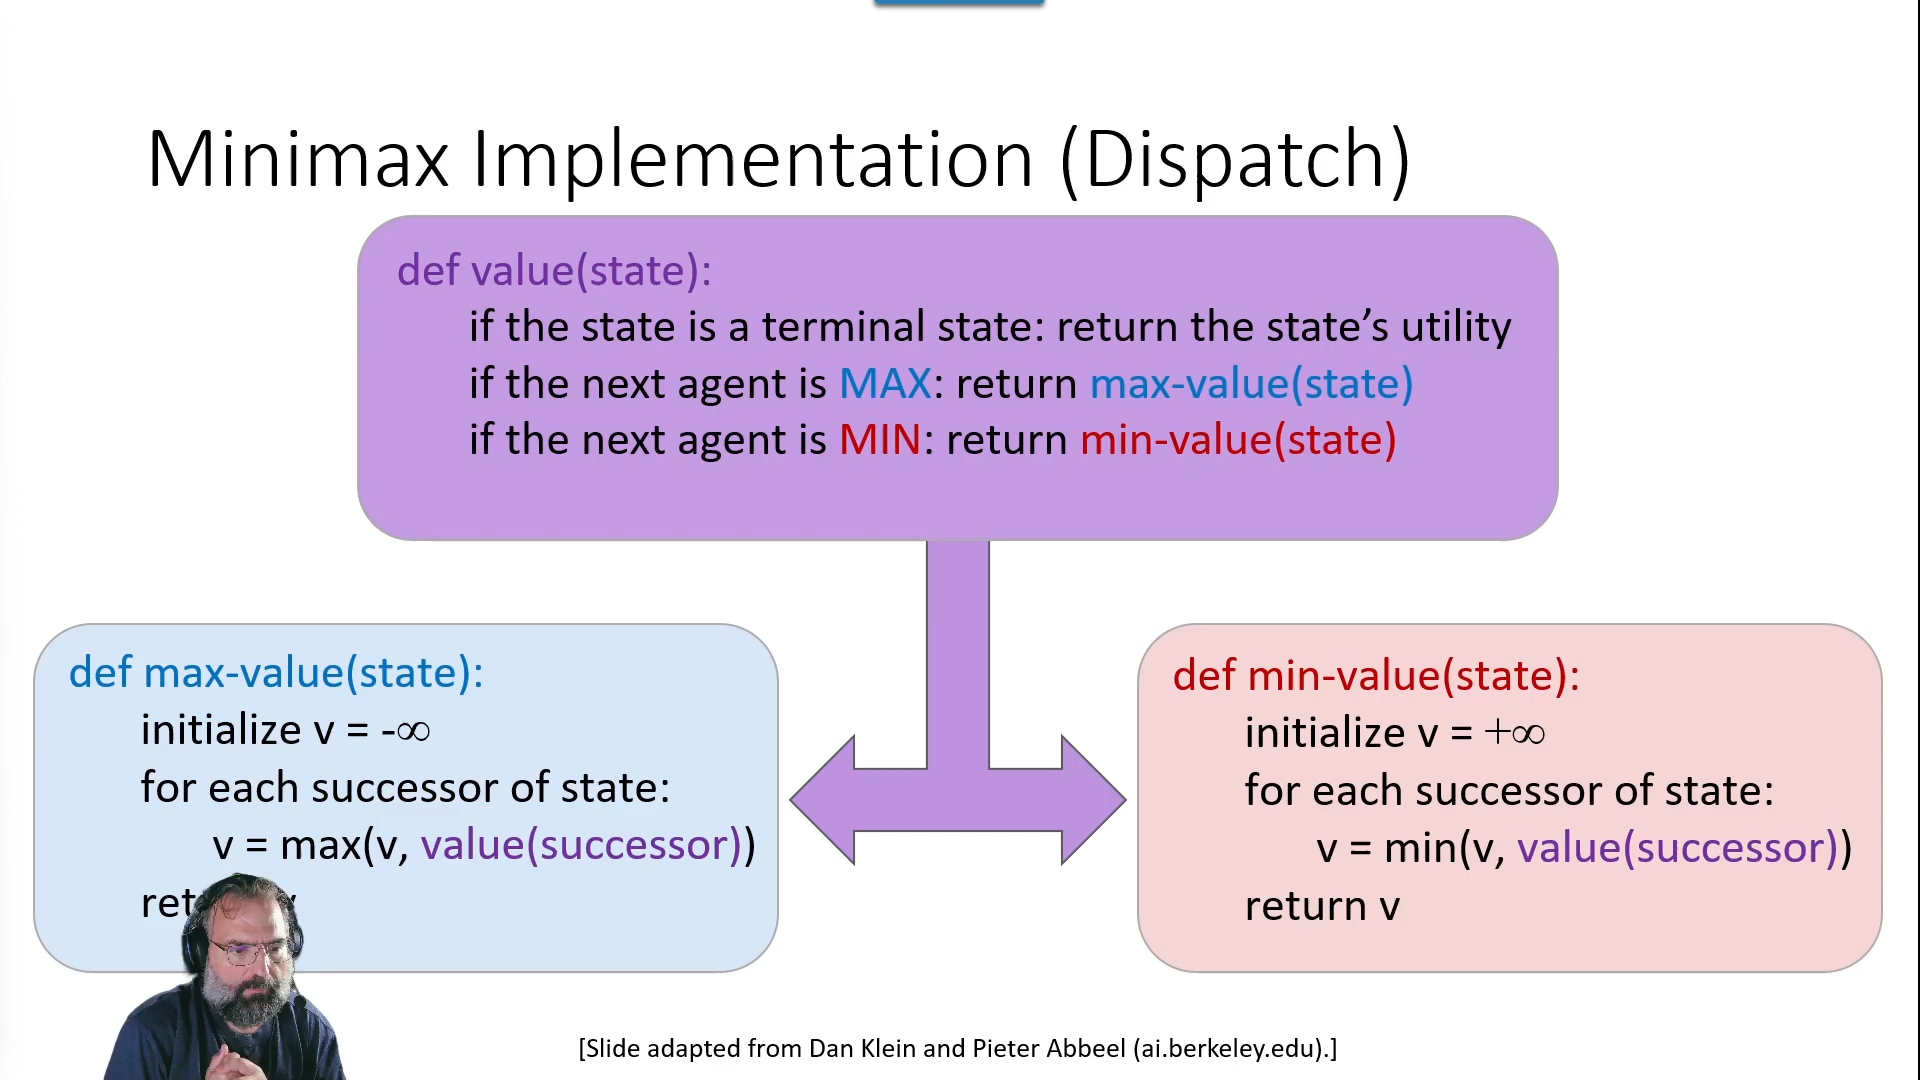 Minimax Implementation (Dispatch)
def value(state):
if the state is a terminal state: return the state’s utility
if the next agent is MAX: return max-value(state)
if the next agent is MIN: return min-value(state)
def max-value(state):
initialize v = -∞
for each successor of state:
v = max(v, value(successor))
def min-value(state):
initialize v = +∞
for each successor of state:
v = min(v, value(successor))
return v
[Slide adapted from Dan Klein and Pieter Abbeel (ai.berkeley.edu).]